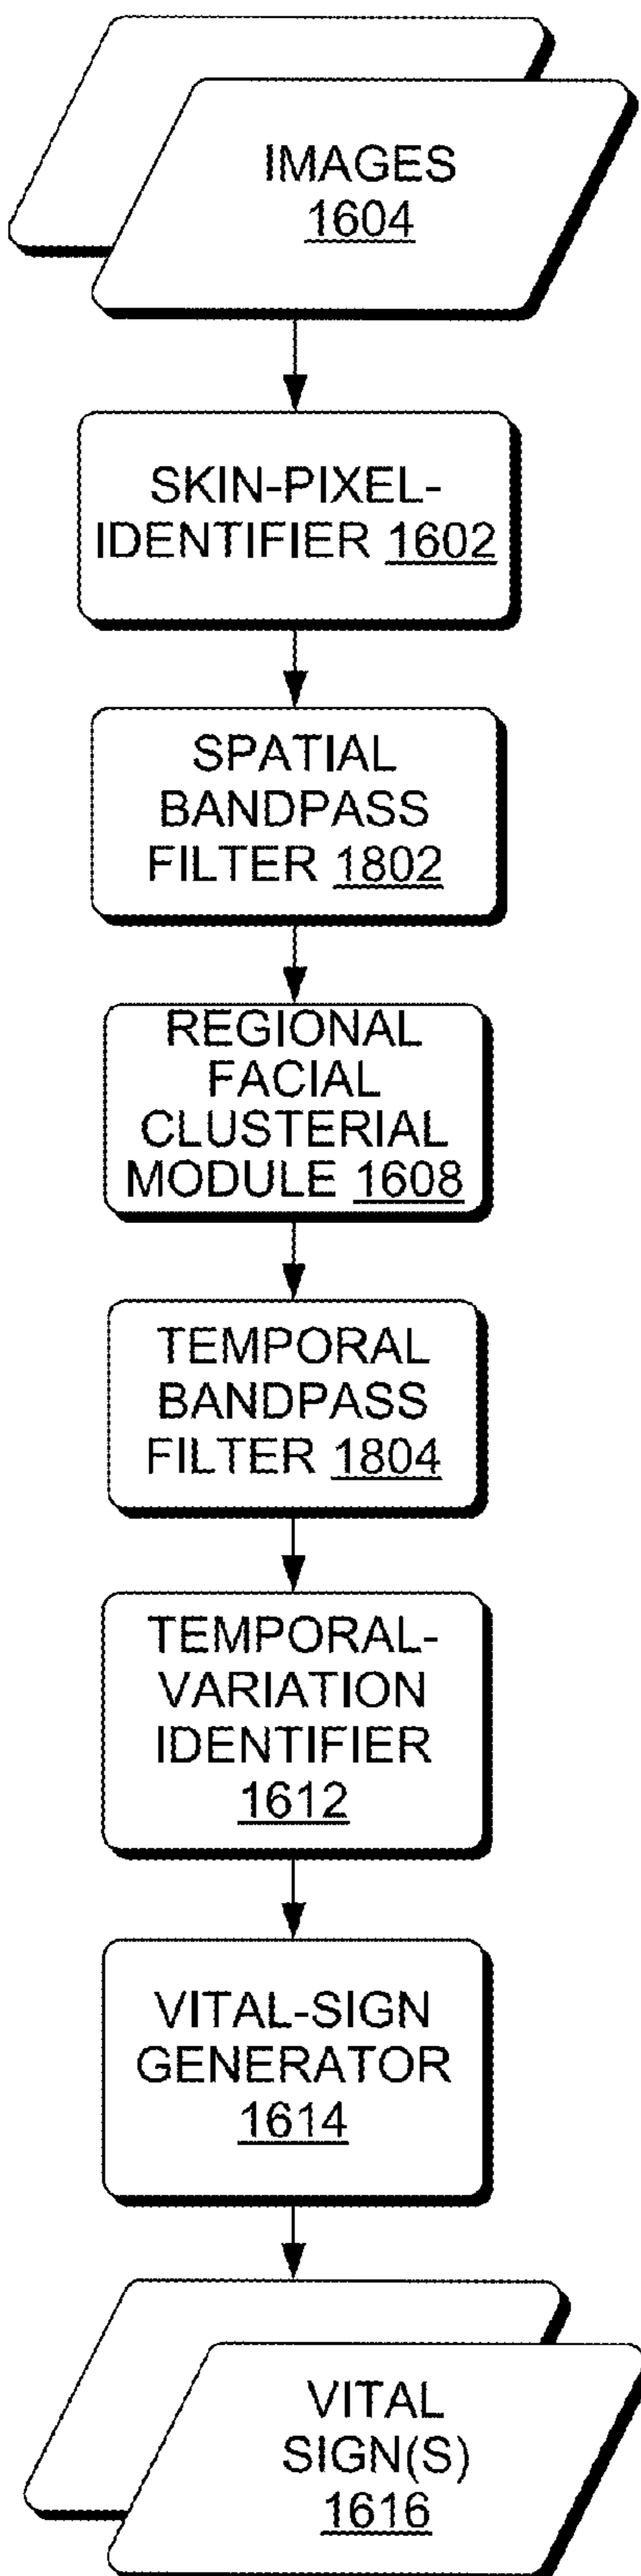 IMAGES
1604
SKIN-PIXEL-
IDENTIFIER 1602
SPATIAL
BANDPASS
FILTER 1802
REGIONAL
FACIAL
CLUSTERIAL
MODULE 1608
TEMPORAL
BANDPASS
FILTER 1804
TEMPORAL-
VARIATION
IDENTIFIER
1612
VITAL-SIGN
GENERATOR
1614
VITAL
SIGN(S)
1616